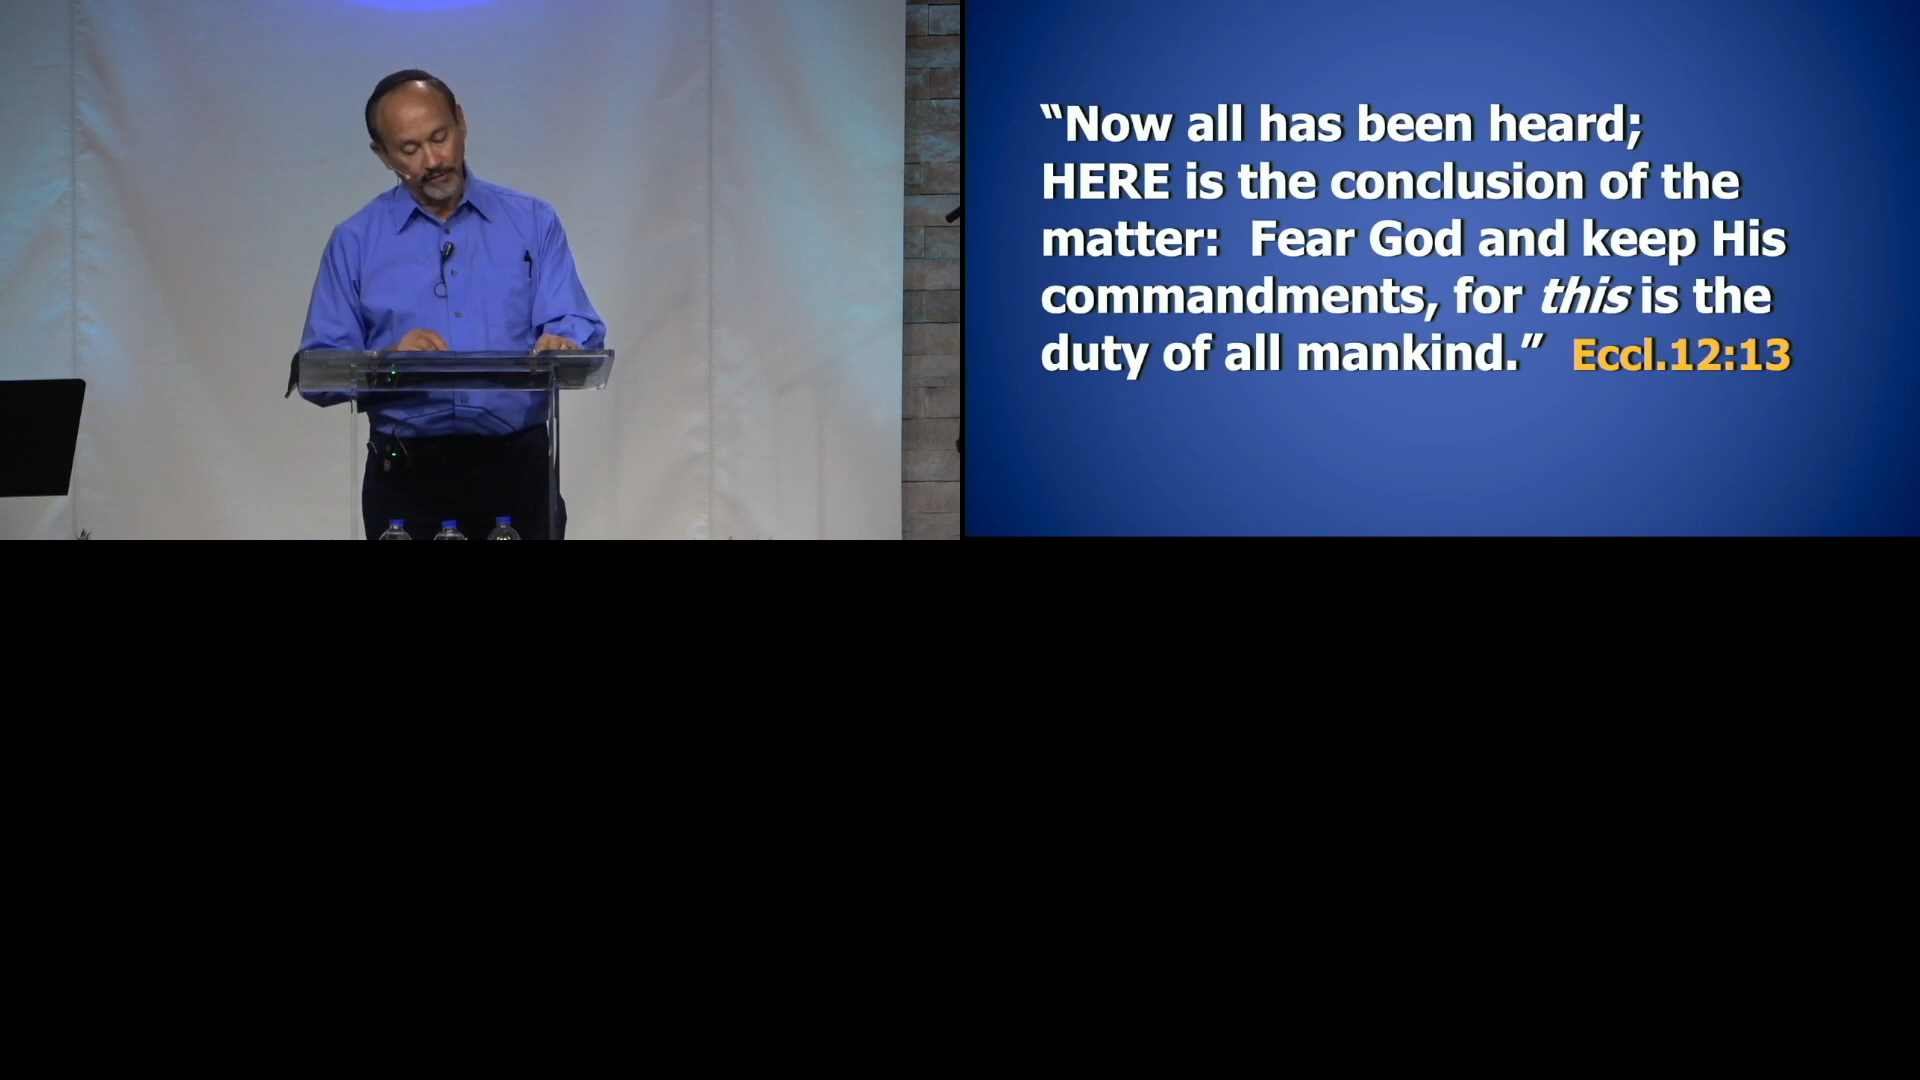 “Now all has been heard;
HERE is the conclusion of the
matter:  Fear God and keep His
commandments, for this is the
duty of all mankind.”  Eccl.12:13